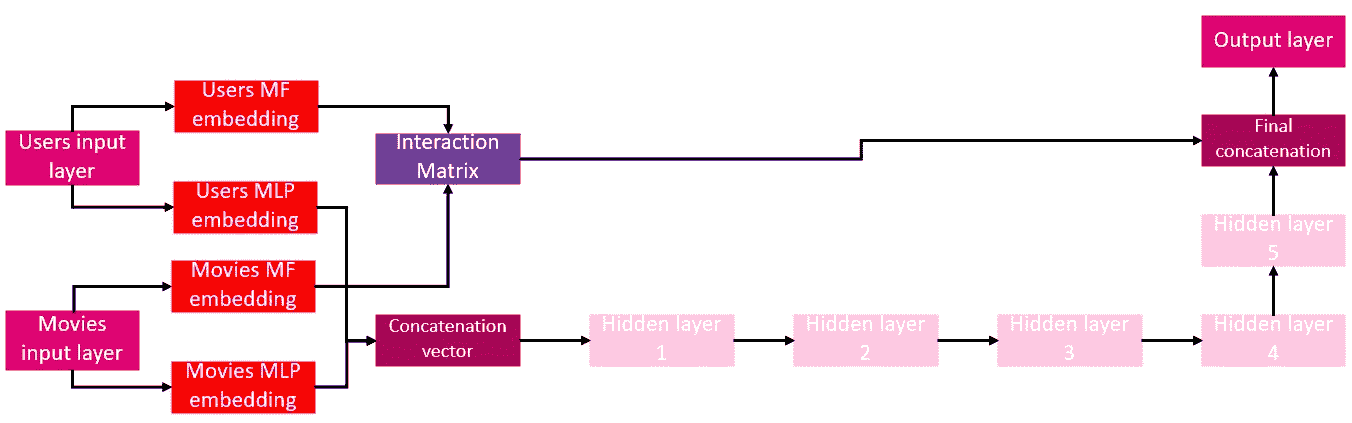 Output layer
Users MF
embedding
Users input
layer
Interaction
Matrix
Final
concatenation
Users MLP
embedding
Hidden layer
5
Movies MF
embedding
Movies
input layer
Concatenation
vector
Hidden layer
1
Hidden layer
2
Hidden layer
3
Hidden layer
4
Movies MLP
embedding